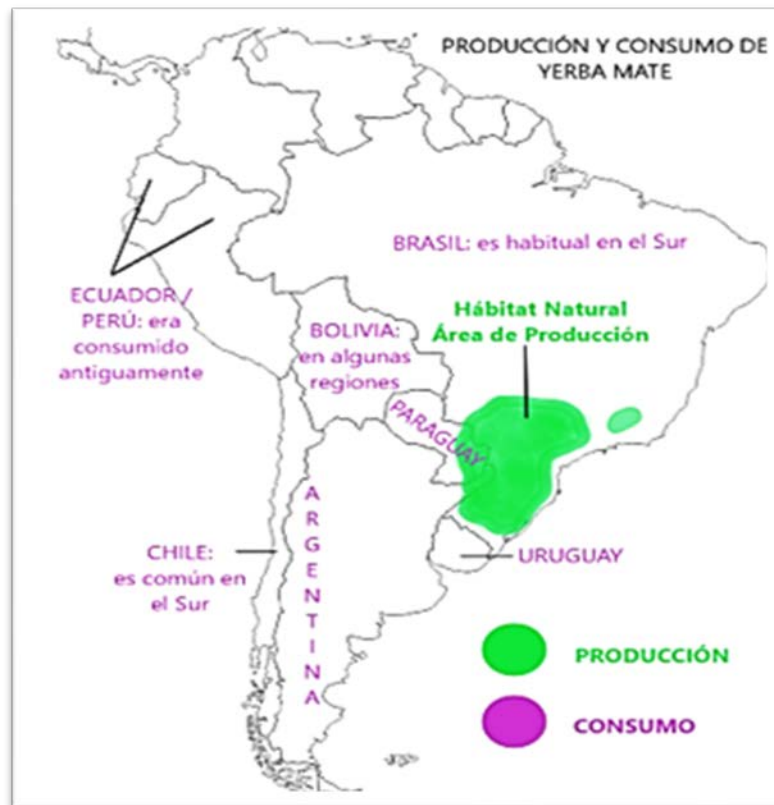 PRODUCCIÓN Y CONSUMO DE
YERBA MATE
BRASIL: es habitual en el Sur
ECUADOR /
PERÚ: era
consumido
antiguamente
Hábitat Natural
Área de Producción
BOLIVIA:
en algunas
regiones
PARAGUAY
ARGENTINA
CHILE:
es común en
el Sur
URUGUAY
PRODUCCIÓN
CONSUMO